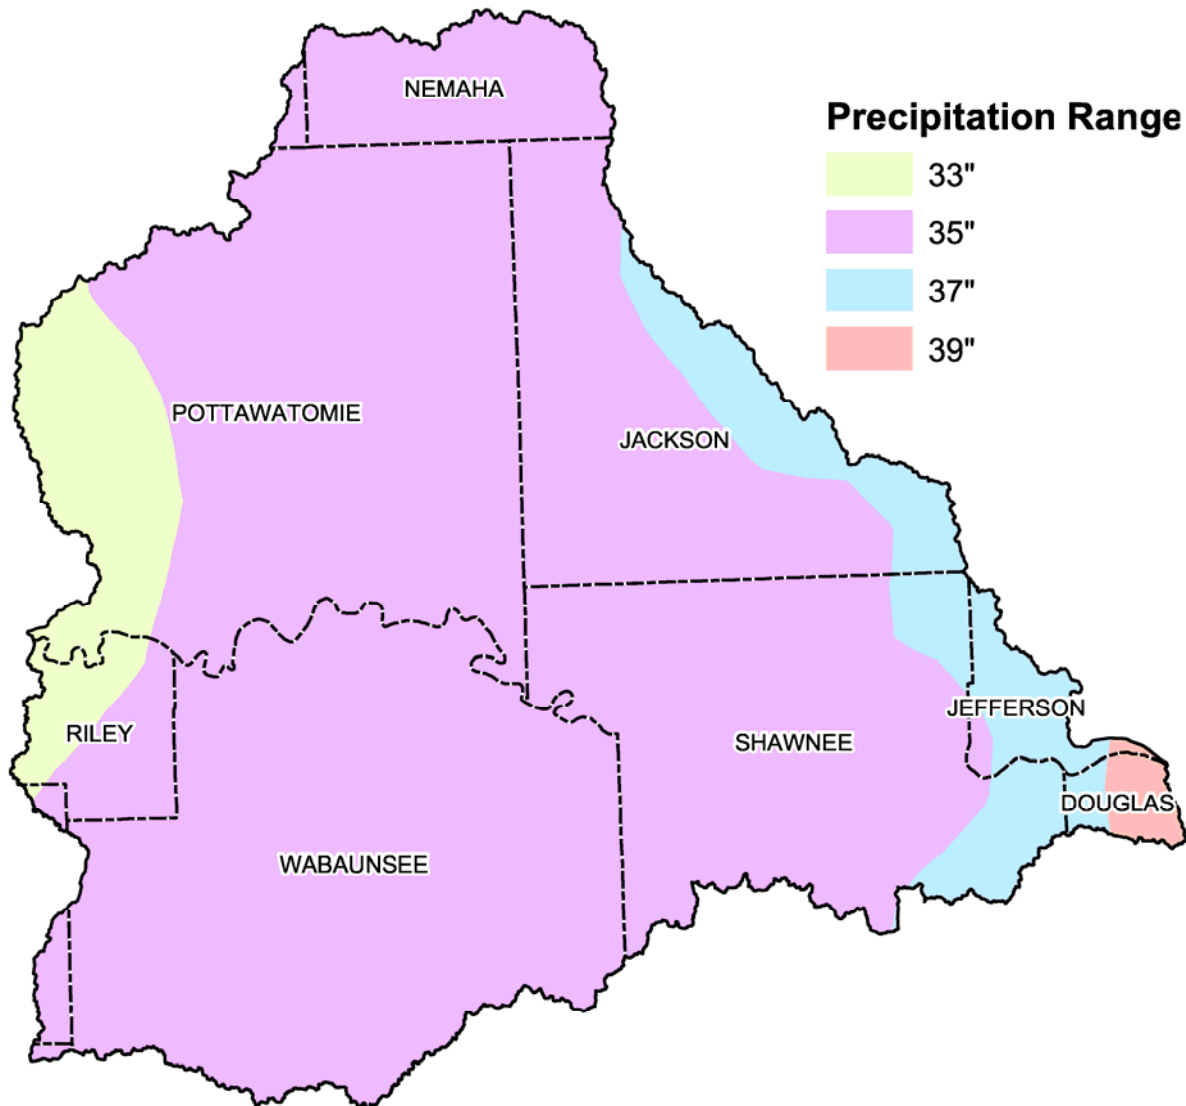 NEMAHA
Precipitation Range
33"
35"
37"
39"
POTTAWATOMIE
JACKSON
RILEY
SHAWNEE
JEFFERSON
DOUGLAS
WABAUNSEE